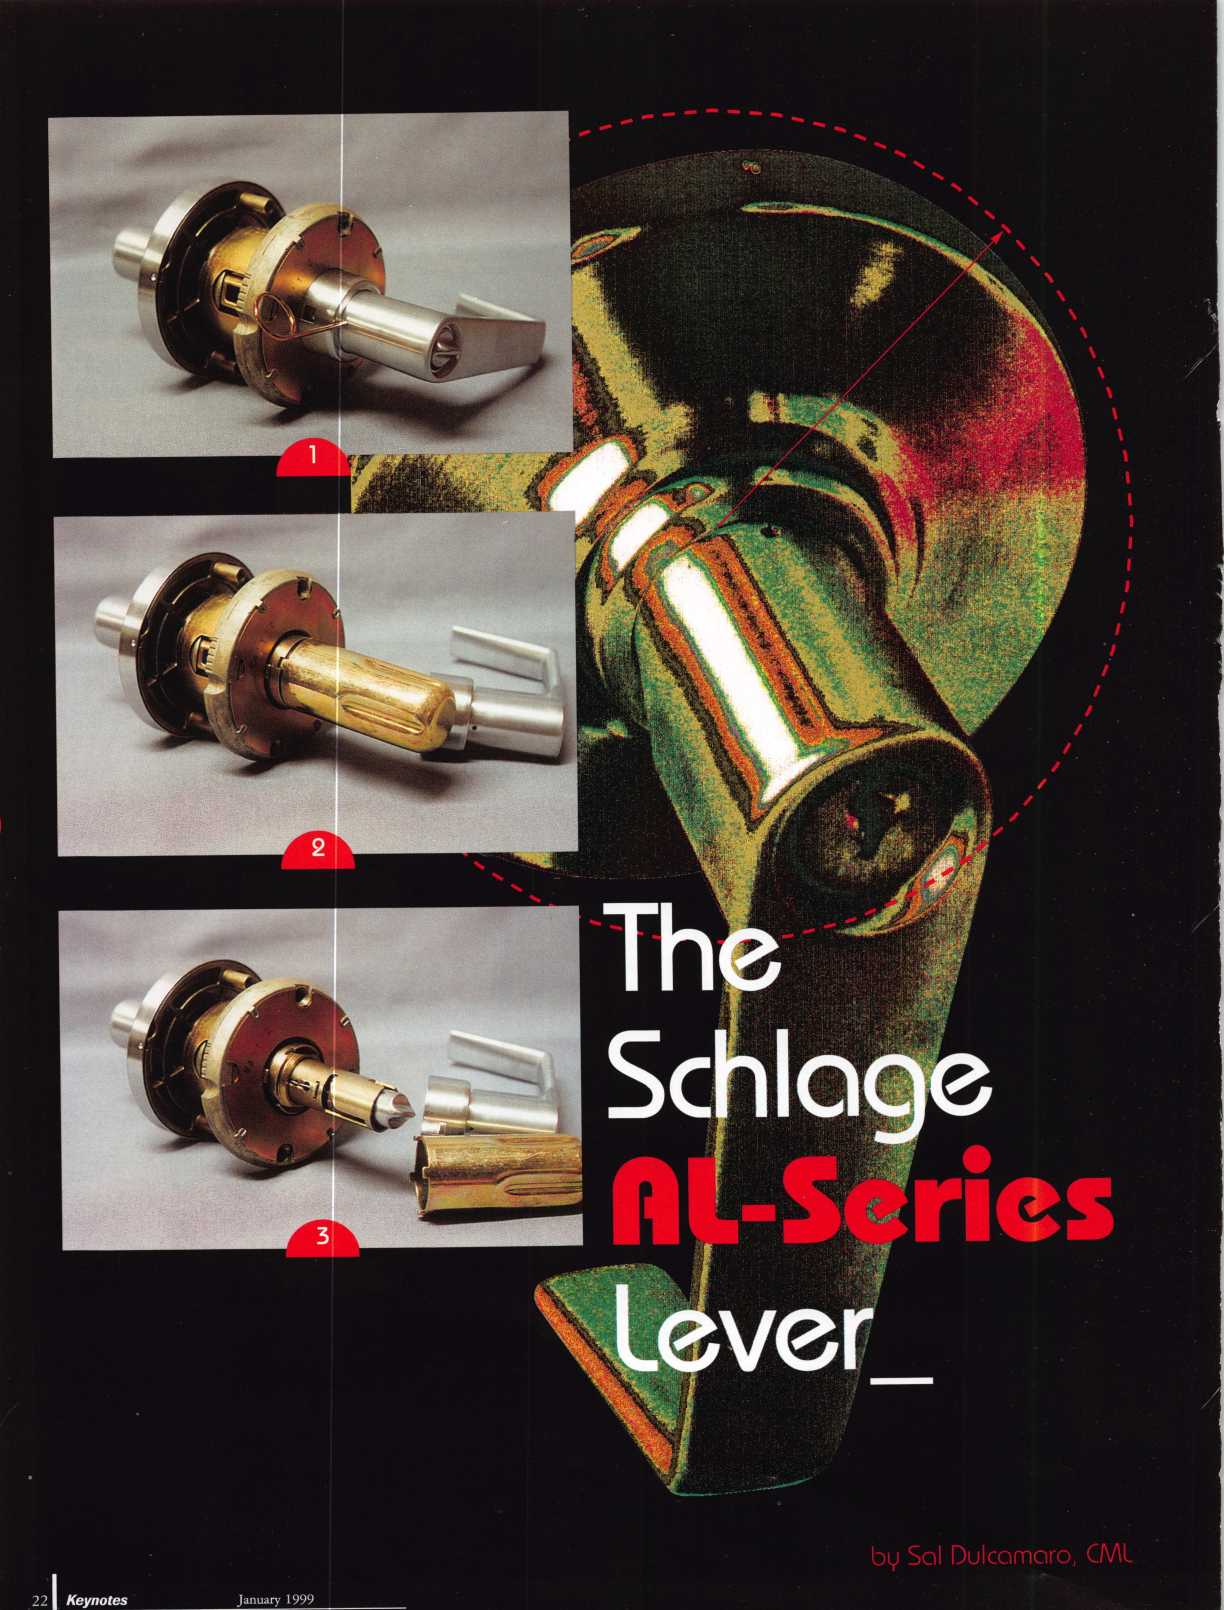 1
2
3
The
Schlage
AL-Series
Lever_
by Sal Dulcamaro, CML
22 Keynotes January 1999